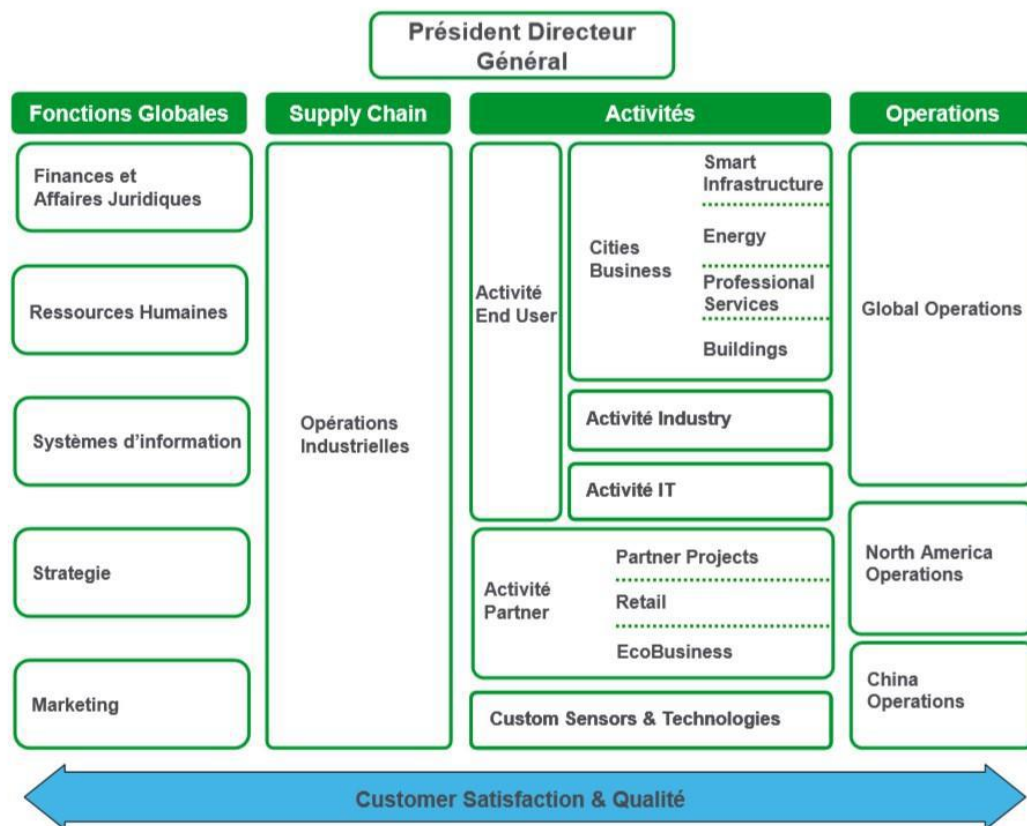 Président Directeur
Général
Fonctions Globales
Supply Chain
Activités
Operations
Finances et
Affaires Juridiques
Ressources Humaines
Systèmes d'information
Strategie
Marketing
Opérations
Industrielles
Activité
End User
Cities
Business
Smart
Infrastructure
Energy
Professional
Services
Buildings
Activité Industry
Activité IT
Activité
Partner
Partner Projects
Retail
EcoBusiness
Custom Sensors & Technologies
Global Operations
North America
Operations
China
Operations
Customer Satisfaction & Qualité